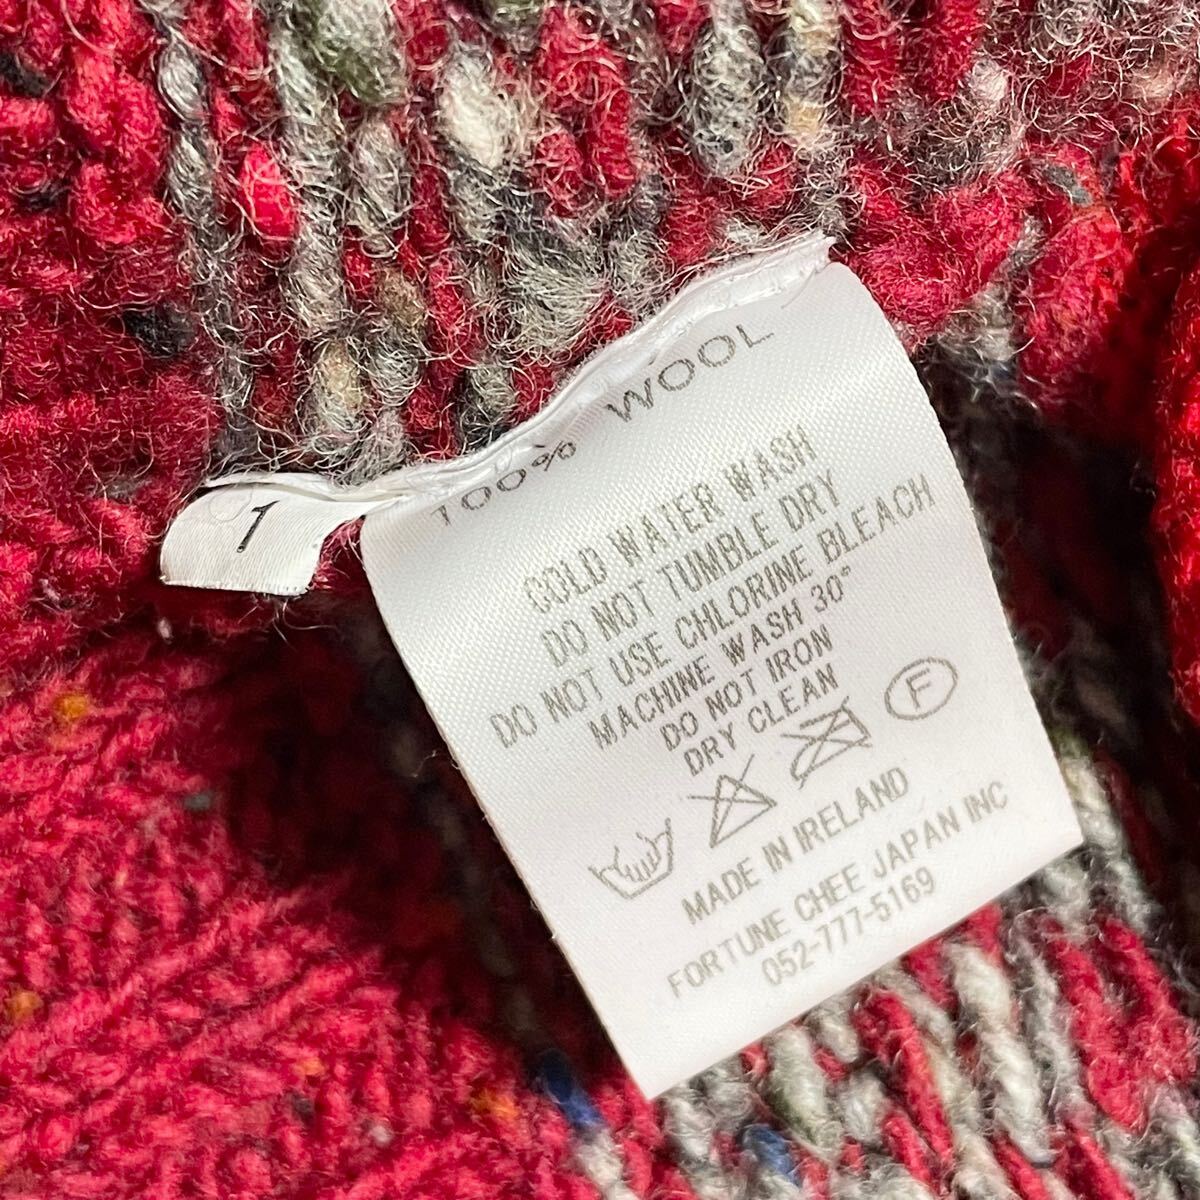 1
100% WOOL
COLD WATER WASH
DO NOT TUMBLE DRY
DO NOT USE CHLORINE BLEACH
MACHINE WASH 30°
DO NOT IRON
DRY CLEAN
F
MADE IN IRELAND
FORTUNE CHEE JAPAN INC
052-777-5169